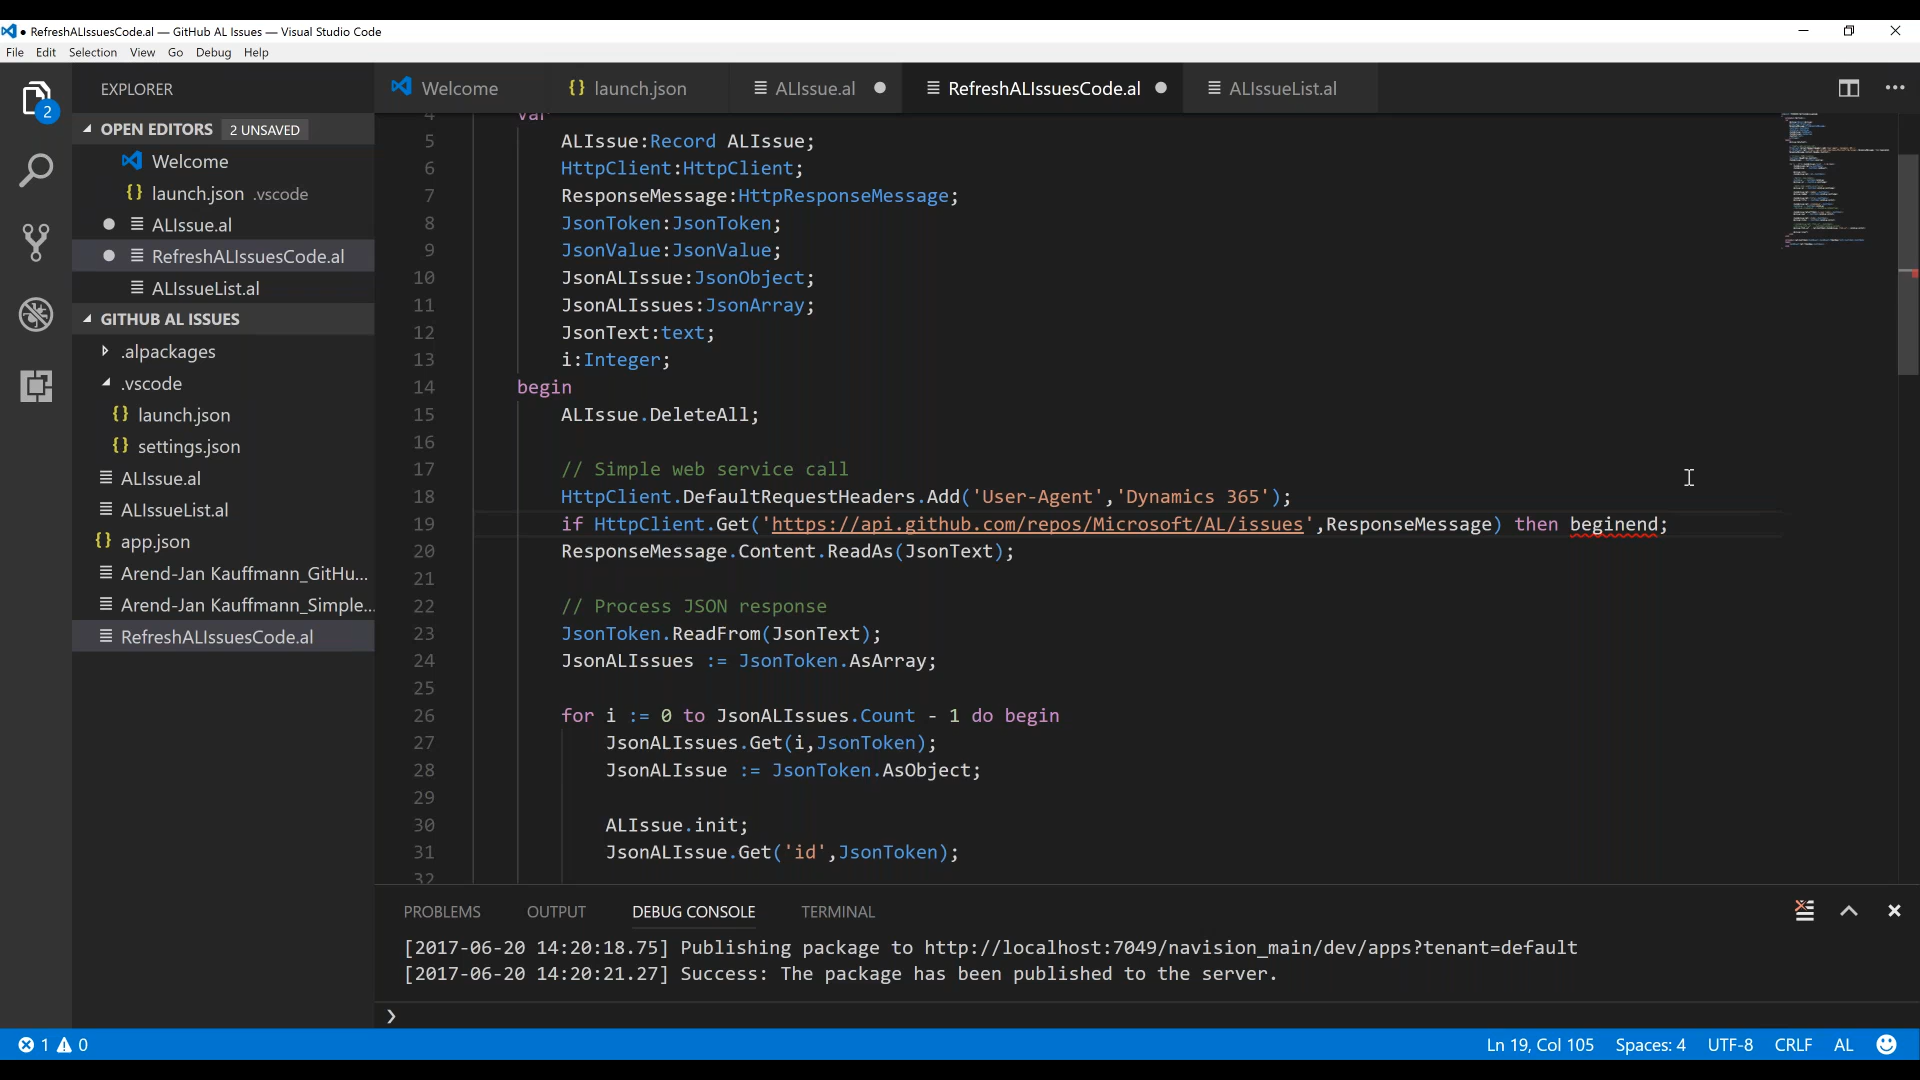 ● RefreshALIssuesCode.al — GitHub AL Issues — Visual Studio Code
File Edit Selection View Go Debug Help
2
EXPLORER
OPEN EDITORS 2 UNSAVED
Welcome
launch.json .vscode
ALIssue.al
RefreshALIssuesCode.al
ALIssueList.al
GITHUB AL ISSUES
.alpackages
.vscode
launch.json
settings.json
ALIssue.al
ALIssueList.al
app.json
Arend-Jan Kauffmann_GitHu...
Arend-Jan Kauffmann_Simple...
RefreshALIssuesCode.al
Welcome launch.json ALIssue.al RefreshALIssuesCode.al ALIssueList.al
4 var
5 ALIssue:Record ALIssue;
6 HttpClient:HttpClient;
7 ResponseMessage:HttpResponseMessage;
8 JsonToken:JsonToken;
9 JsonValue:JsonValue;
10 JsonALIssue:JsonObject;
11 JsonALIssues:JsonArray;
12 JsonText:text;
13 i:Integer;
14 begin
15 ALIssue.DeleteAll;
16
17 // Simple web service call
18 HttpClient.DefaultRequestHeaders.Add('User-Agent','Dynamics 365');
19 if HttpClient.Get('https://api.github.com/repos/Microsoft/AL/issues',ResponseMessage) then beginend;
20 ResponseMessage.Content.ReadAs(JsonText);
21
22 // Process JSON response
23 JsonToken.ReadFrom(JsonText);
24 JsonALIssues := JsonToken.AsArray;
25
26 for i := 0 to JsonALIssues.Count - 1 do begin
27 JsonALIssues.Get(i,JsonToken);
28 JsonALIssue := JsonToken.AsObject;
29
30 ALIssue.init;
31 JsonALIssue.Get('id',JsonToken);
32
PROBLEMS OUTPUT DEBUG CONSOLE TERMINAL
[2017-06-20 14:20:18.75] Publishing package to http://localhost:7049/navision_main/dev/apps?tenant=default
[2017-06-20 14:20:21.27] Success: The package has been published to the server.
1 0 Ln 19, Col 105 Spaces: 4 UTF-8 CRLF AL